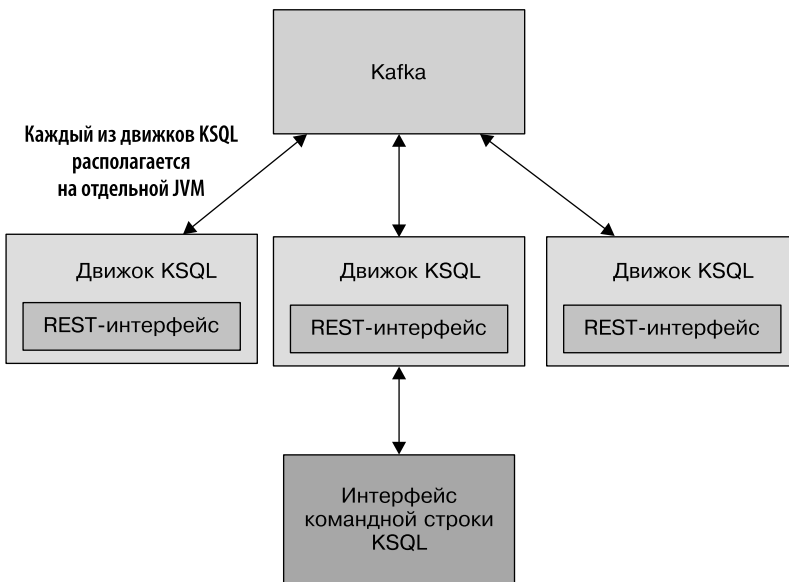 Kafka
Каждый из движков KSQL
располагается
на отдельной JVM
Движок KSQL
REST-интерфейс
Движок KSQL
REST-интерфейс
Движок KSQL
REST-интерфейс
Интерфейс
командной строки
KSQL